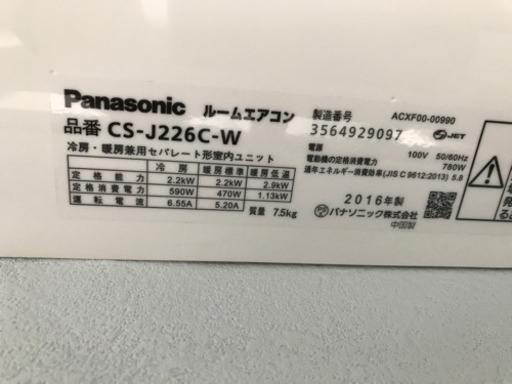 Panasonic ルームエアコン
品番 CS-J226C-W
冷房・暖房兼用セパレート形室内ユニット
冷 房 暖房標準 暖房低温
定 格 能 力 2.2kW 2.2kW 2.9kW
定格消費電力 590W 470W 1.13kW
運 転 電 流 6.55A 5.20A
質量 7.5kg
ACXF00-00990
製造番号
3564929097 JET
電源 100V 50/60Hz
電動機の定格消費電力 780W
通年エネルギー消費効率(JIS C 9612:2013) 5.8
2016年製
パナソニック株式会社
中国製